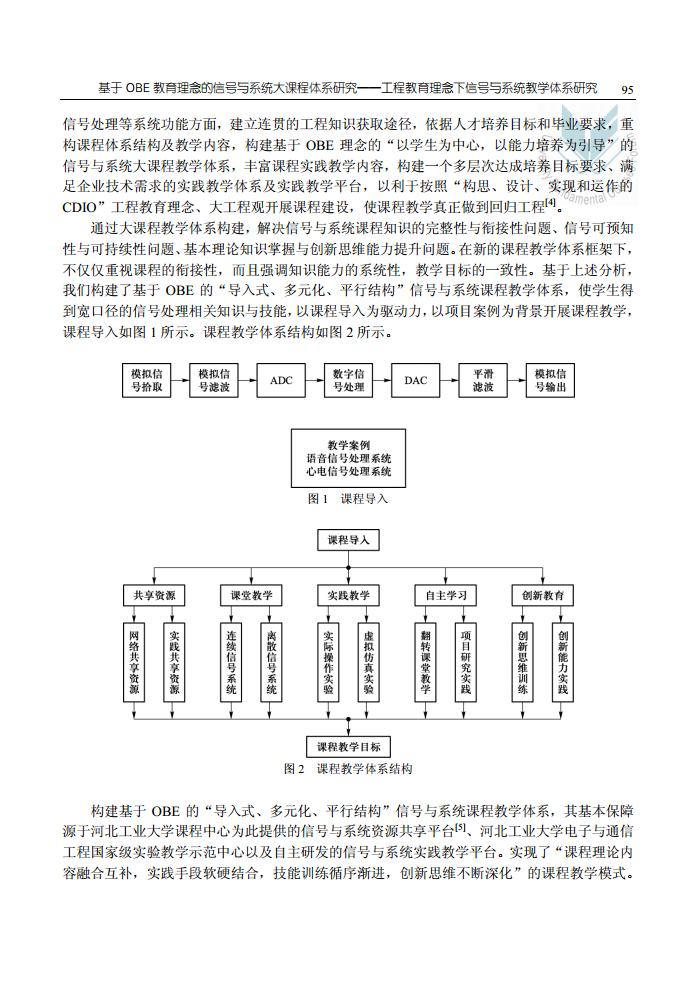 基于 OBE 教育理念的信号与系统大课程体系研究——工程教育理念下信号与系统教学体系研究 95
信号处理等系统功能方面，建立连贯的工程知识获取途径，依据人才培养目标和毕业要求，重
构课程体系结构及教学内容，构建基于 OBE 理念的“以学生为中心，以能力培养为引导”的
信号与系统大课程教学体系，丰富课程实践教学内容，构建一个多层次达成培养目标要求、满
足企业技术需求的实践教学体系及实践教学平台，以利于按照“构思、设计、实现和运作的
CDIO”工程教育理念、大工程观开展课程建设，使课程教学真正做到回归工程[4]。
通过大课程教学体系构建，解决信号与系统课程知识的完整性与衔接性问题、信号可预知
性与可持续性问题、基本理论知识掌握与创新思维能力提升问题。在新的课程教学体系框架下，
不仅仅重视课程的衔接性，而且强调知识能力的系统性，教学目标的一致性。基于上述分析，
我们构建了基于 OBE 的“导入式、多元化、平行结构”信号与系统课程教学体系，使学生得
到宽口径的信号处理相关知识与技能，以课程导入为驱动力，以项目案例为背景开展课程教学，
课程导入如图 1 所示。课程教学体系结构如图 2 所示。
模拟信
号拾取
模拟信
号滤波
ADC
数字信
号处理
DAC
平滑
滤波
模拟信
号输出
教学案例
语音信号处理系统
心电信号处理系统
图 1 课程导入
课程导入
共享资源
课堂教学
实践教学
自主学习
创新教育
网络共享资源
实践共享资源
连续信号系统
离散信号系统
实际操作实验
虚拟仿真实验
翻转课堂教学
项目研究实践
创新思维训练
创新能力实践
课程教学目标
图 2 课程教学体系结构
构建基于 OBE 的“导入式、多元化、平行结构”信号与系统课程教学体系，其基本保障
源于河北工业大学课程中心为此提供的信号与系统资源共享平台[5]、河北工业大学电子与通信
工程国家级实验教学示范中心以及自主研发的信号与系统实践教学平台。实现了“课程理论内
容融合互补，实践手段软硬结合，技能训练循序渐进，创新思维不断深化”的课程教学模式。